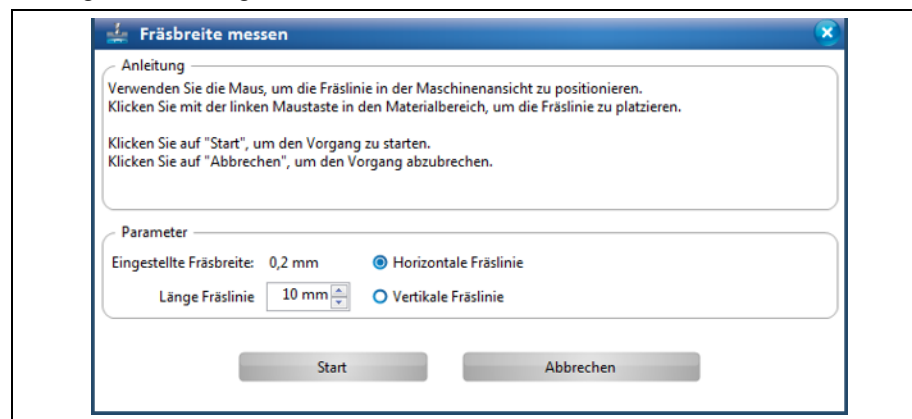 Fräsbreite messen
Anleitung
Verwenden Sie die Maus, um die Fräslinie in der Maschinenansicht zu positionieren.
Klicken Sie mit der linken Maustaste in den Materialbereich, um die Fräslinie zu platzieren.
Klicken Sie auf "Start", um den Vorgang zu starten.
Klicken Sie auf "Abbrechen", um den Vorgang abzubrechen.
Parameter
Eingestellte Fräsbreite: 0,2 mm Horizontale Fräslinie
Länge Fräslinie 10 mm Vertikale Fräslinie
Start Abbrechen